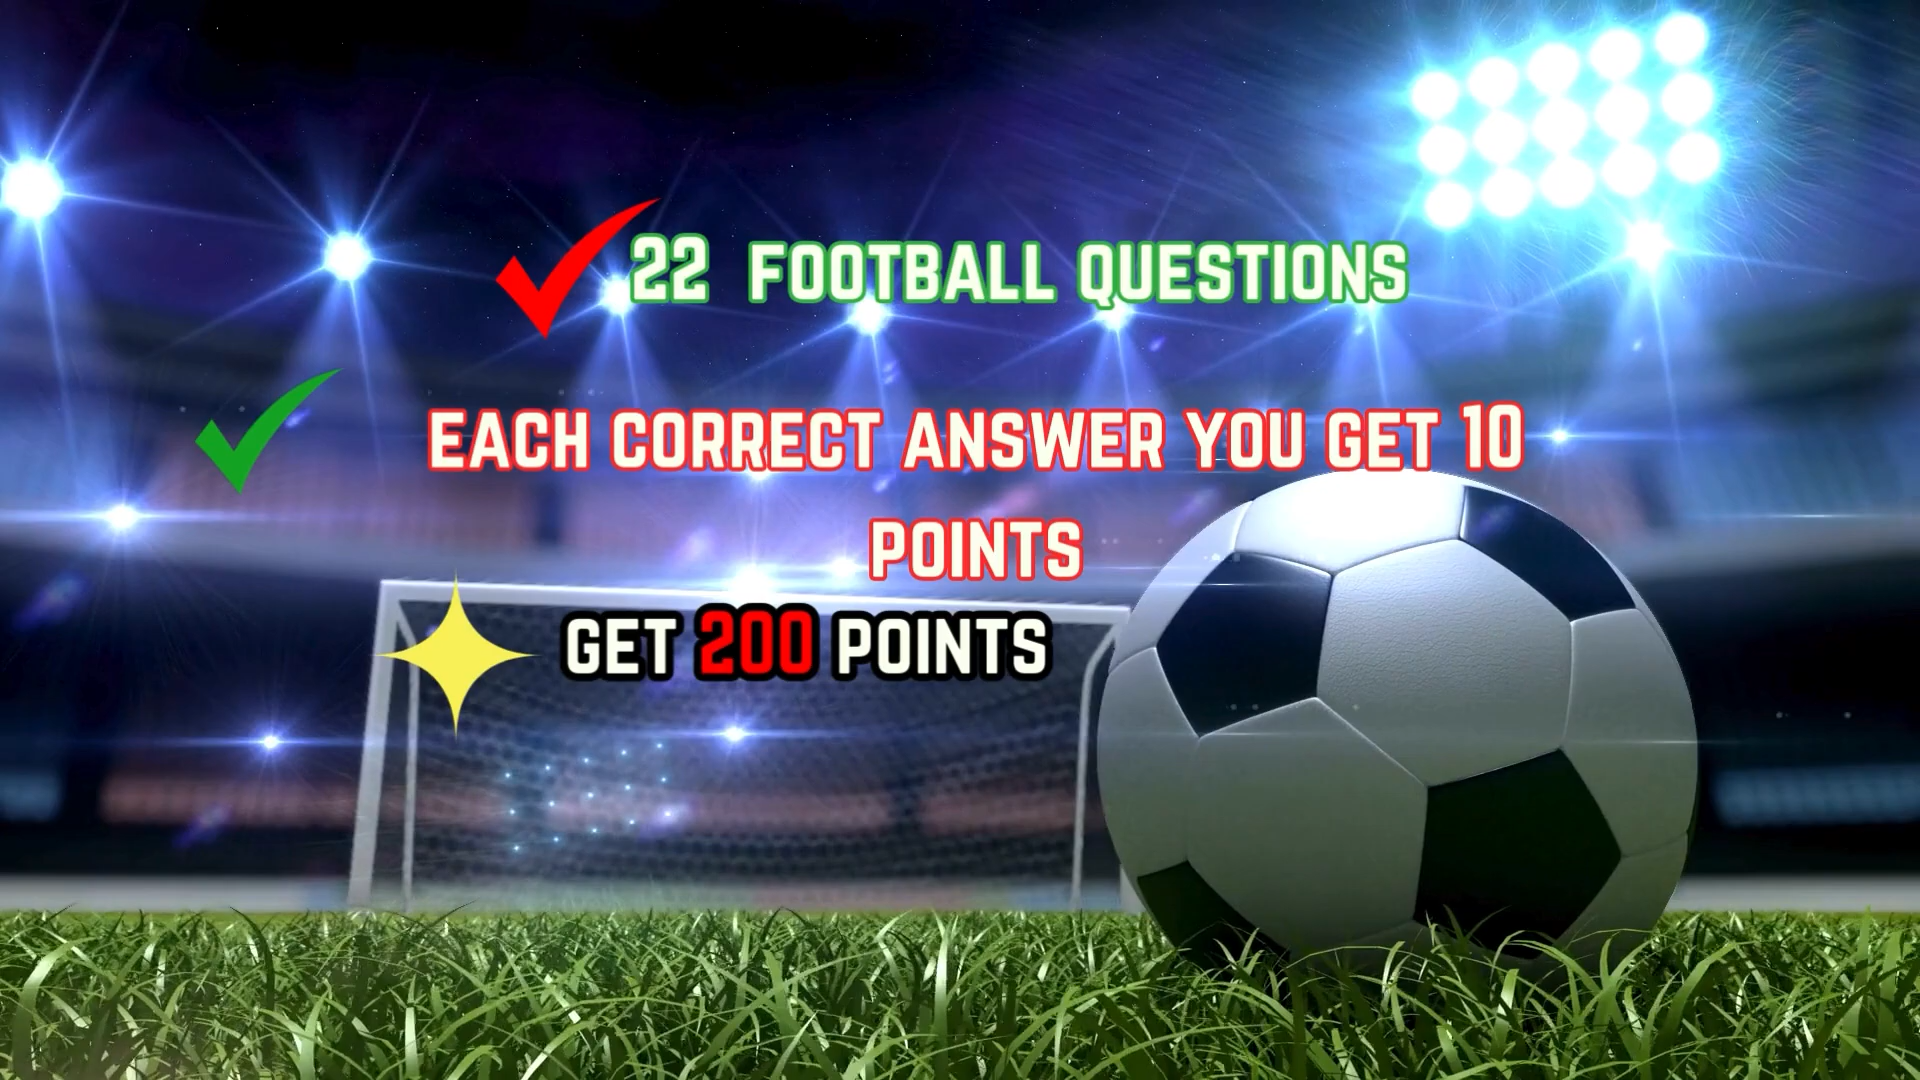 22 FOOTBALL QUESTIONS
EACH CORRECT ANSWER YOU GET 10
POINTS
GET 200 POINTS